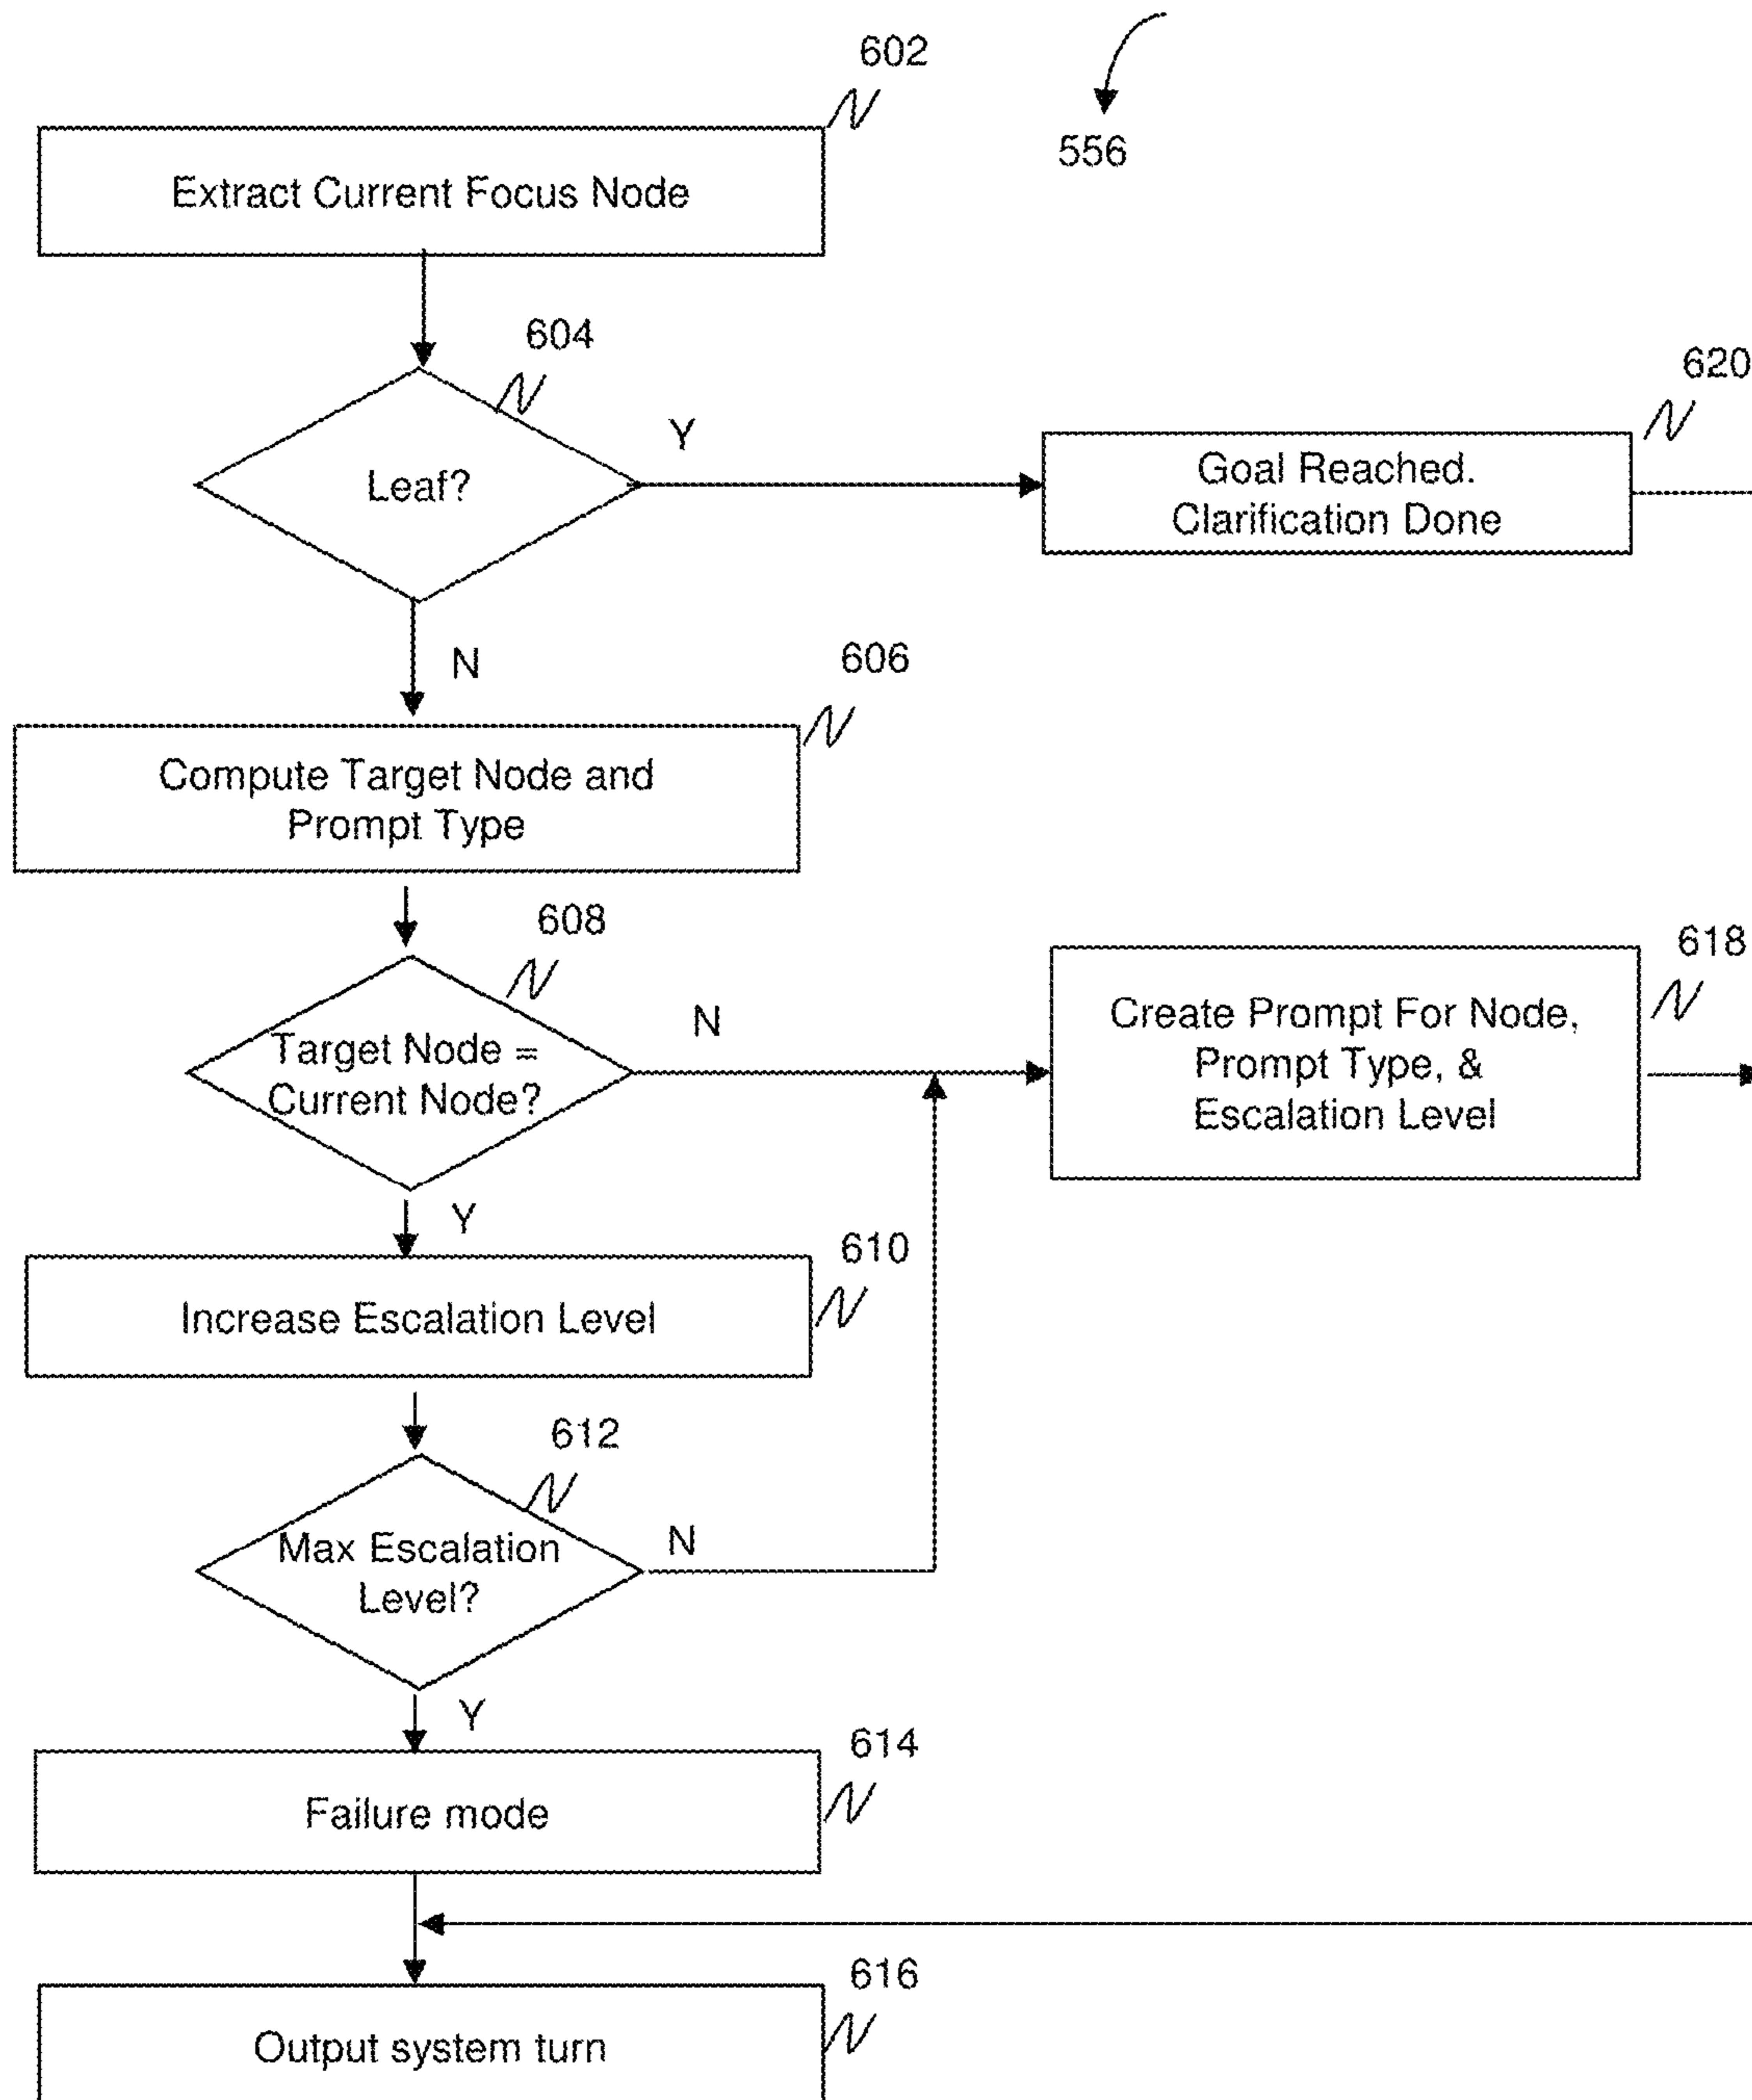 602
556
Extract Current Focus Node
604
Y
620
Leaf?
Goal Reached.
Clarification Done
N
606
Compute Target Node and
Prompt Type
608
618
N
Target Node =
Current Node?
Create Prompt For Node,
Prompt Type, &
Escalation Level
Y
610
Increase Escalation Level
612
N
Max Escalation
Level?
Y
614
Failure mode
616
Output system turn